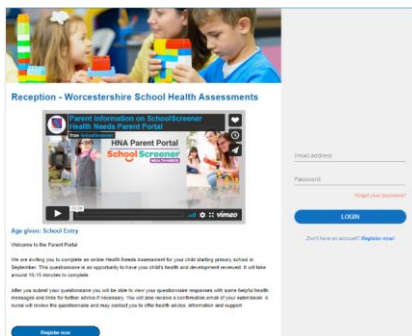 Reception - Worcestershire School Health Assessments
Parent Information on SchoolScreener
Health Needs Parent Portal
from SchoolScreener
HNA Parent Portal
School Screener
vimeo
Age given: School Entry
Welcome to the Parent Portal
We are inviting you to complete an online Health Needs Assessment for your child starting primary school in
September. This questionnaire is an opportunity to have your child's health and development reviewed. It will take
around 10-15 minutes to complete
After you submit your questionnaire you will be able to view your questionnaire responses with some helpful health
messages and links for further advice if necessary. You will also receive a confirmation email of your submission. A
nurse will review the questionnaire and may contact you to offer health advice, information and support
Register now
Email address
Password
Forgot your password?
LOGIN
Don't have an account? Register now!